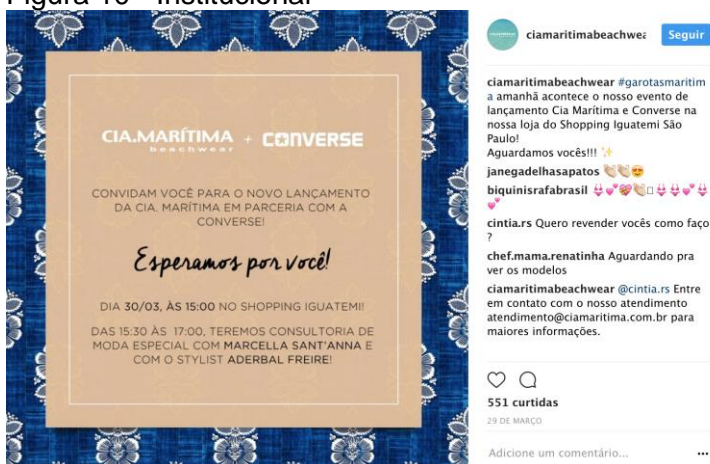 Figura 16 - Institucional
CIA.MARÍTIMA + CONVERSE
beachwear
CONVIDAM VOCÊ PARA O NOVO LANÇAMENTO
DA CIA. MARÍTIMA EM PARCERIA COM A
CONVERSE!
Esperamos por você!
DIA 30/03, ÀS 15:00 NO SHOPPING IGUATEMI!
DAS 15:30 ÀS 17:00, TEREMOS CONSULTORIA DE
MODA ESPECIAL COM MARCELLA SANT'ANNA E
COM O STYLIST ADERBAL FREIRE!
ciamaritimabeachwea
Seguir
ciamaritimabeachwear #garotasmaritim
a amanhã acontece o nosso evento de
lançamento Cia Marítima e Converse na
nossa loja do Shopping Iguatemi São
Paulo!
Aguardamos vocês!!! ✨
janegadelhasapatos 👏👏😍
biquinisrafabrasil 👙💕💝👏□👙👙💕👙
💕
cintia.rs Quero revender vocês como faço
?
chef.mama.renatinha Aguardando pra
ver os modelos
ciamaritimabeachwear @cintia.rs Entre
em contato com o nosso atendimento
atendimento@ciamaritima.com.br para
maiores informações.
551 curtidas
29 DE MARÇO
Adicione um comentário...